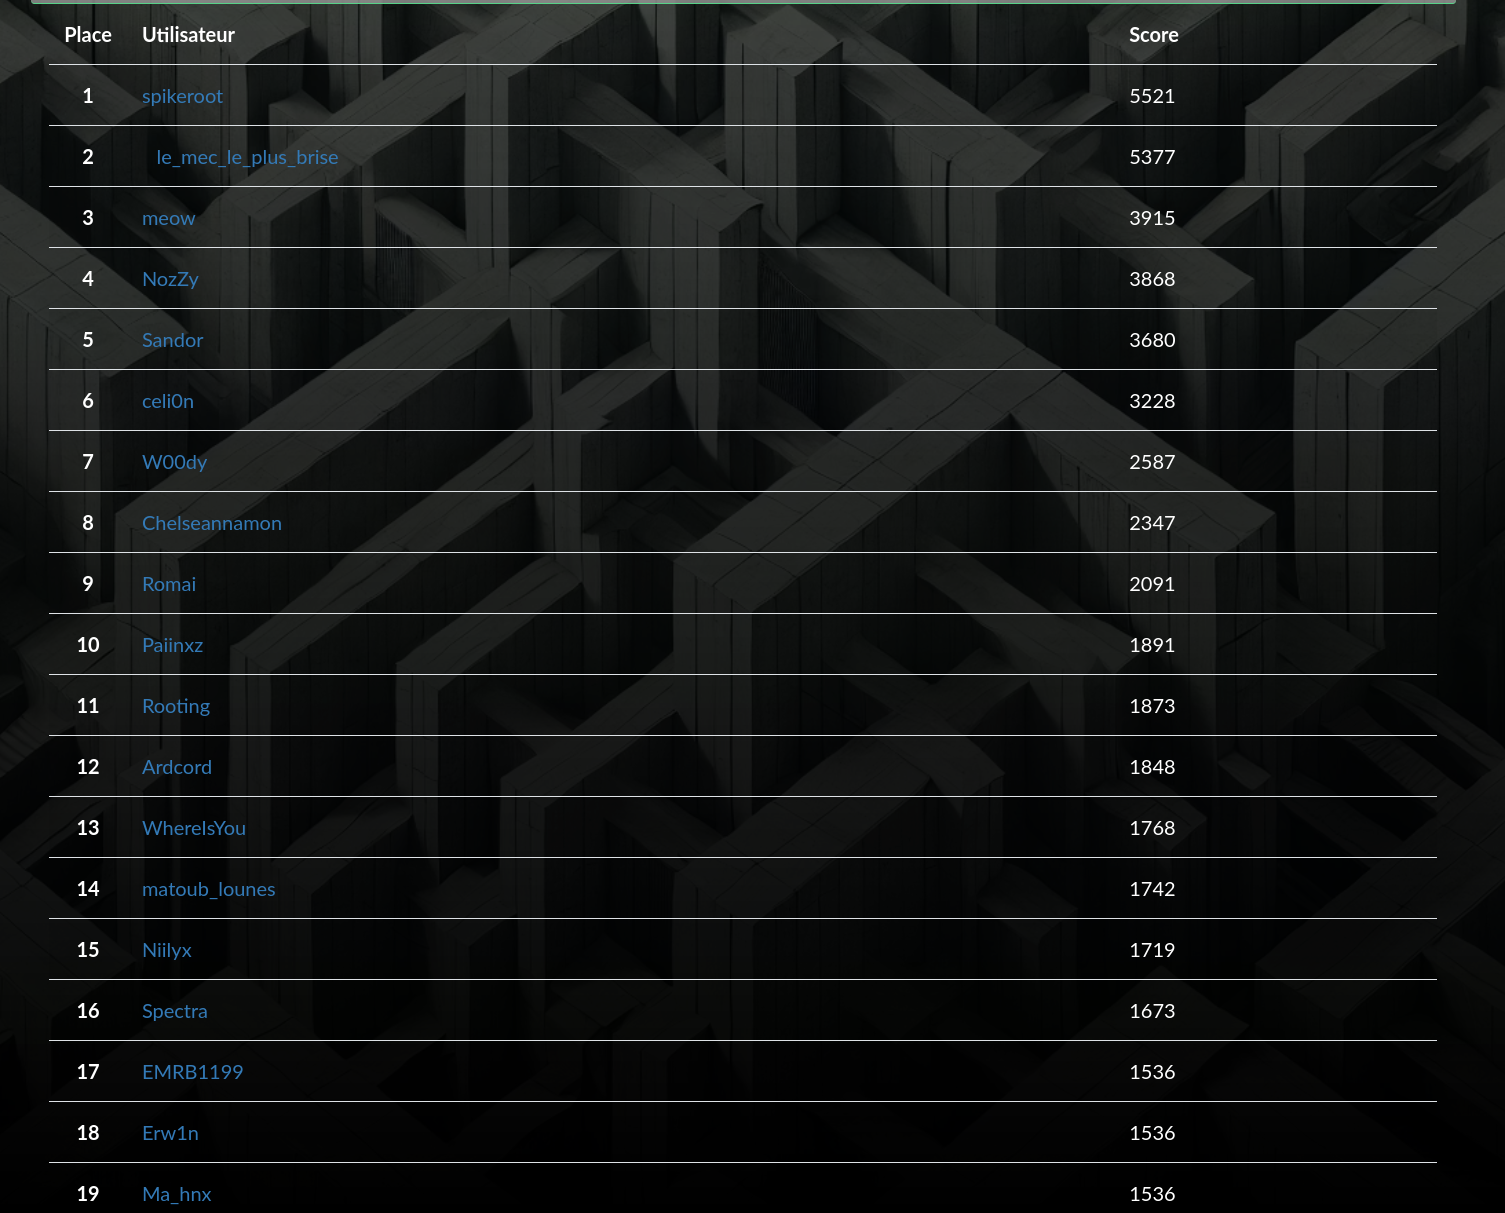 Place Utilisateur Score
1 spikeroot 5521
2 le_mec_le_plus_brise 5377
3 meow 3915
4 NozZy 3868
5 Sandor 3680
6 celi0n 3228
7 W00dy 2587
8 Chelseannamon 2347
9 Romai 2091
10 Paiinxz 1891
11 Rooting 1873
12 Ardcord 1848
13 WhereIsYou 1768
14 matoub_lounes 1742
15 Niilyx 1719
16 Spectra 1673
17 EMRB1199 1536
18 Erw1n 1536
19 Ma_hnx 1536